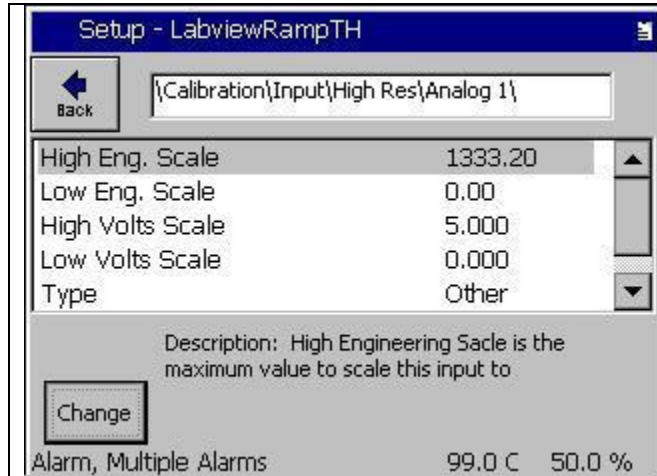 Setup - LabviewRampTH
Back
\Calibration\Input\High Res\Analog 1\
High Eng. Scale 1333.20
Low Eng. Scale 0.00
High Volts Scale 5.000
Low Volts Scale 0.000
Type Other
Description: High Engineering Sacle is the
maximum value to scale this input to
Change
Alarm, Multiple Alarms 99.0 C 50.0 %